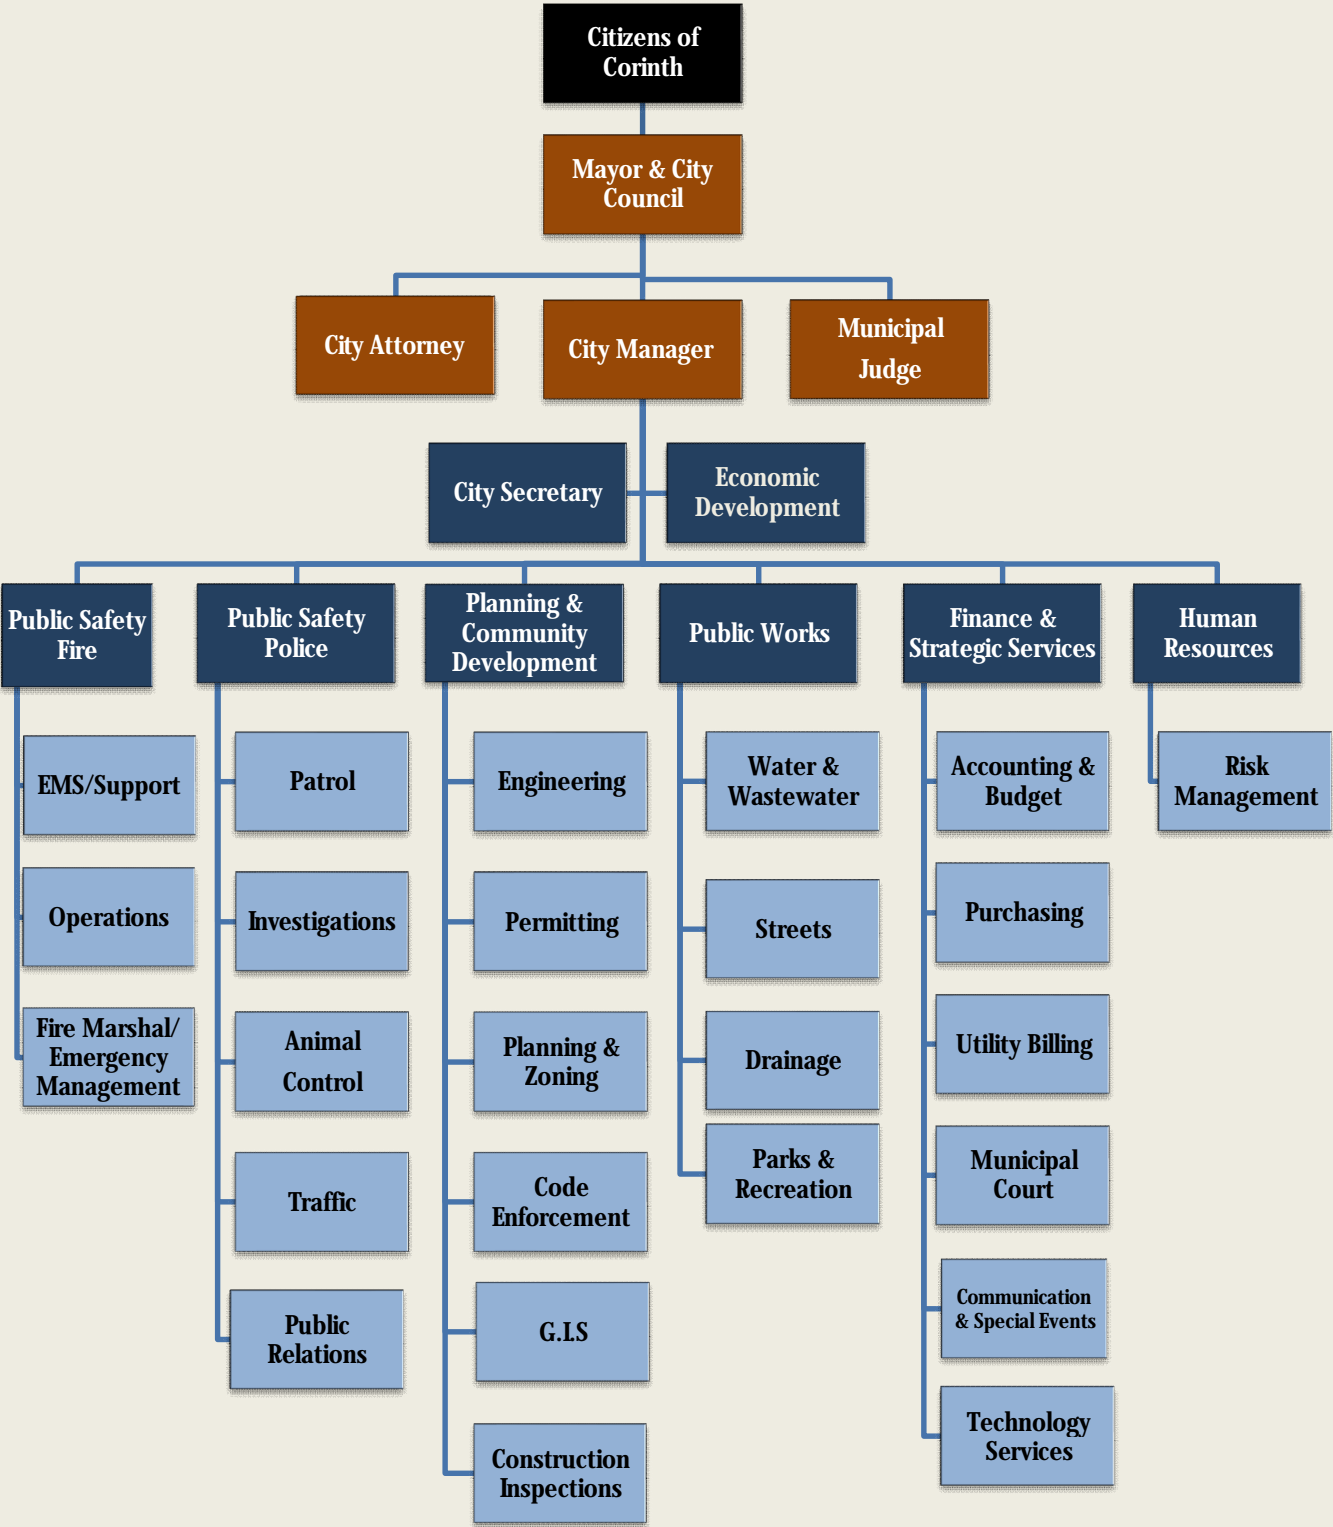 Citizens of
Corinth
Mayor & City
Council
City Attorney
City Manager
Municipal
Judge
City Secretary
Economic
Development
Public Safety
Fire
Public Safety
Police
Planning &
Community
Development
Public Works
Finance &
Strategic Services
Human
Resources
EMS/Support
Operations
Fire Marshal/
Emergency
Management
Patrol
Investigations
Animal
Control
Traffic
Public
Relations
Engineering
Permitting
Planning &
Zoning
Code
Enforcement
G.I.S
Construction
Inspections
Water &
Wastewater
Streets
Drainage
Parks &
Recreation
Accounting &
Budget
Purchasing
Utility Billing
Municipal
Court
Communication
& Special Events
Technology
Services
Risk
Management